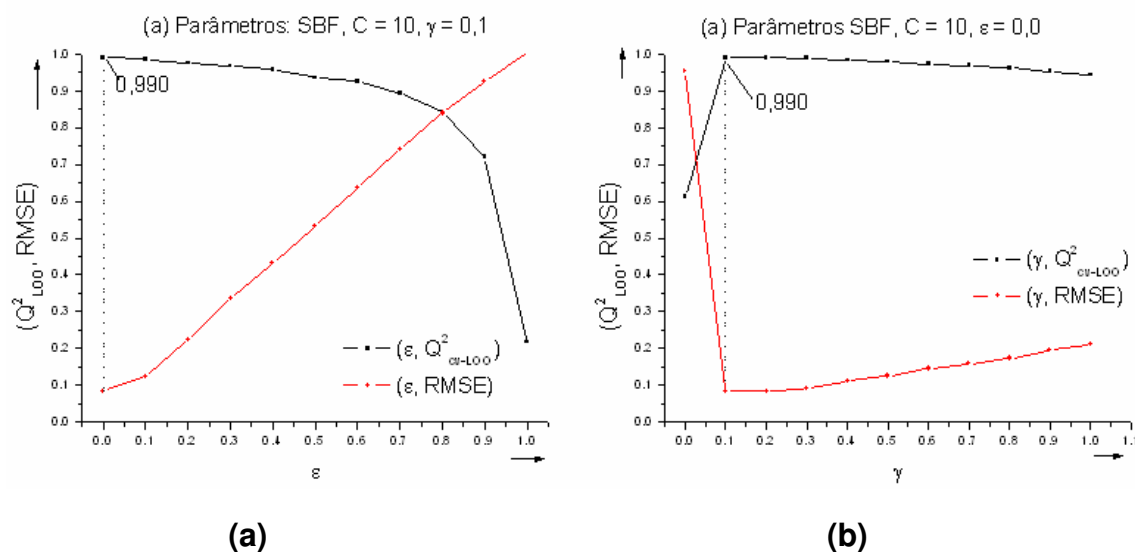 (a) Parâmetros: SBF, C = 10, γ = 0,1
(Q²LOO, RMSE)
1.0
0.9
0.8
0.7
0.6
0.5
0.4
0.3
0.2
0.1
0.0
0,990
(ε, Q²cv-LOO)
(ε, RMSE)
0.0 0.1 0.2 0.3 0.4 0.5 0.6 0.7 0.8 0.9 1.0
ε
(a)
(a) Parâmetros SBF, C = 10, ε = 0,0
(Q²LOO, RMSE)
1.0
0.9
0.8
0.7
0.6
0.5
0.4
0.3
0.2
0.1
0.0
0,990
(γ, Q²cv-LOO)
(γ, RMSE)
0.0 0.1 0.2 0.3 0.4 0.5 0.6 0.7 0.8 0.9 1.0 1.1
γ
(b)